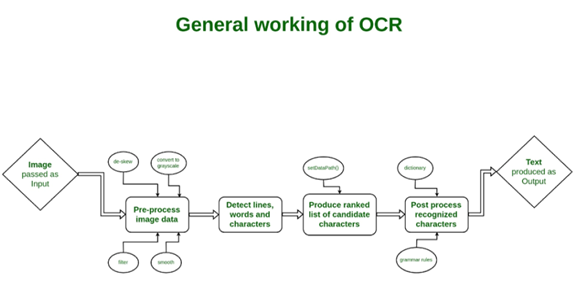 General working of OCR
Image
passed as
Input
de-skew
convert to
grayscale
Pre-process
image data
filter
smooth
Detect lines,
words and
characters
setDataPath()
Produce ranked
list of candidate
characters
dictionary
Post process
recognized
characters
grammar rules
Text
produced as
Output